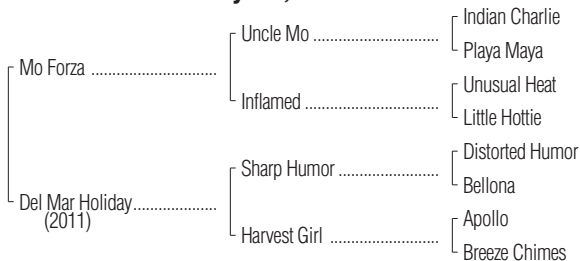 Indian Charlie
Uncle Mo
Playa Maya
Mo Forza
Unusual Heat
Inflamed
Little Hottie
Distorted Humor
Sharp Humor
Bellona
Del Mar Holiday
(2011)
Apollo
Harvest Girl
Breeze Chimes